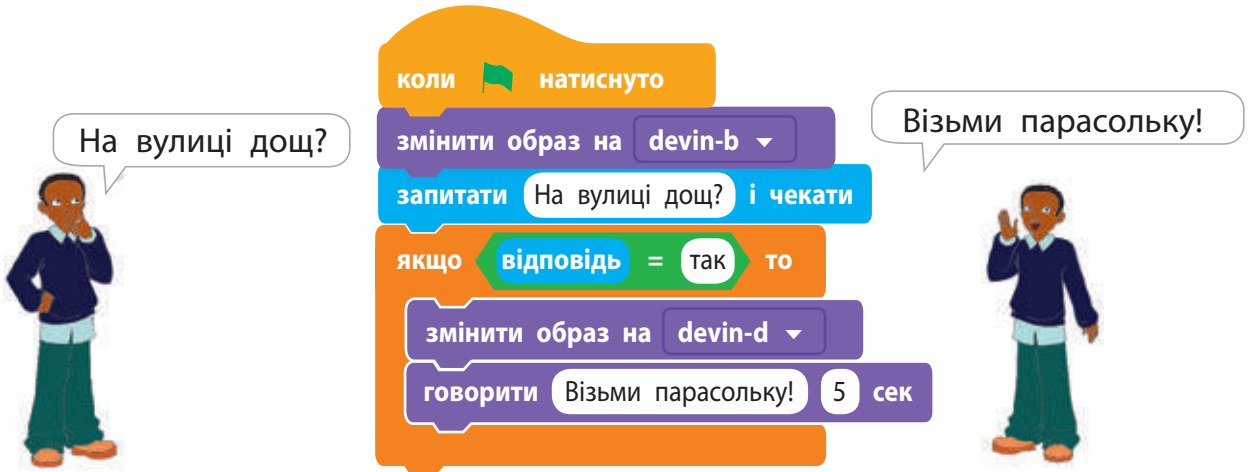 На вулиці дощ?
коли натиснуто
змінити образ на devin-b
запитати На вулиці дощ? і чекати
якщо відповідь = так то
змінити образ на devin-d
говорити Візьми парасольку! 5 сек
Візьми парасольку!